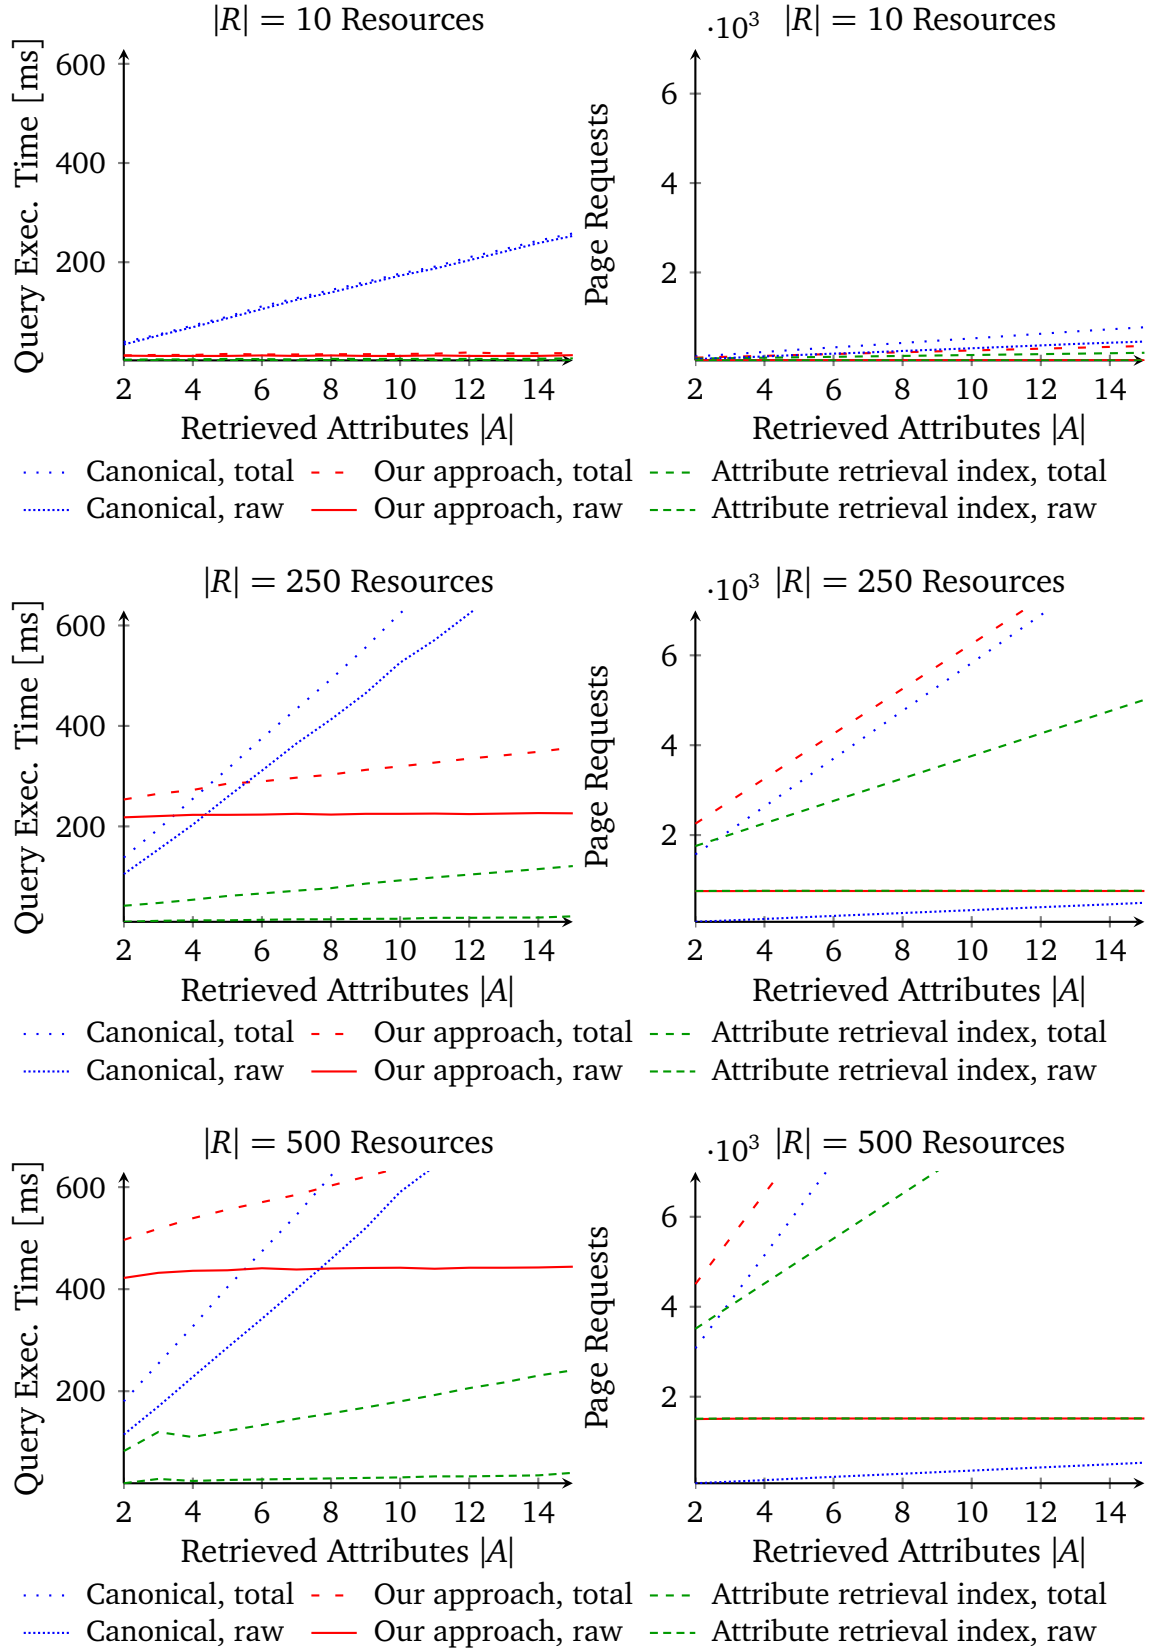 |R| = 10 Resources
Query Exec. Time [ms]
600
400
200
2 4 6 8 10 12 14
Retrieved Attributes |A|
·10³ |R| = 10 Resources
Page Requests
6
4
2
2 4 6 8 10 12 14
Retrieved Attributes |A|
Canonical, total Our approach, total Attribute retrieval index, total
Canonical, raw Our approach, raw Attribute retrieval index, raw
|R| = 250 Resources
Query Exec. Time [ms]
600
400
200
2 4 6 8 10 12 14
Retrieved Attributes |A|
·10³ |R| = 250 Resources
Page Requests
6
4
2
2 4 6 8 10 12 14
Retrieved Attributes |A|
Canonical, total Our approach, total Attribute retrieval index, total
Canonical, raw Our approach, raw Attribute retrieval index, raw
|R| = 500 Resources
Query Exec. Time [ms]
600
400
200
2 4 6 8 10 12 14
Retrieved Attributes |A|
·10³ |R| = 500 Resources
Page Requests
6
4
2
2 4 6 8 10 12 14
Retrieved Attributes |A|
Canonical, total Our approach, total Attribute retrieval index, total
Canonical, raw Our approach, raw Attribute retrieval index, raw